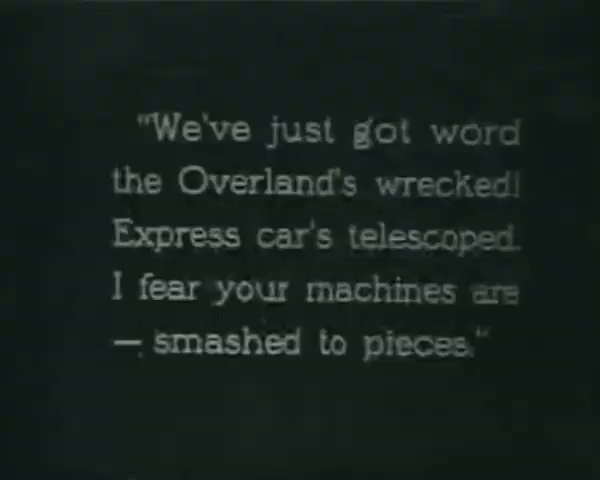 "We've just got word
the Overland's wrecked!
Express car's telescoped.
I fear your machines are
— smashed to pieces."